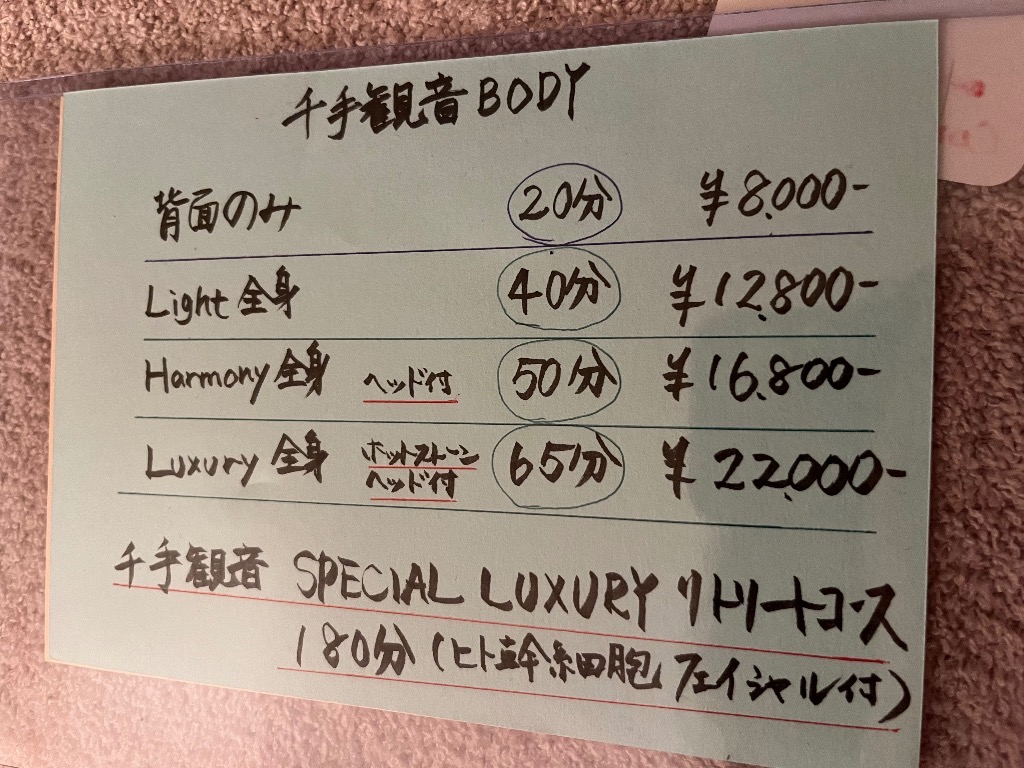 千手観音 BODY
背面のみ 20分 ¥8.000-
Light 全身 40分 ¥12.800-
Harmony 全身 ヘッド付 50分 ¥16.800-
Luxury 全身 ホットストーン ヘッド付 65分 ¥22.000-
千手観音 SPECIAL LUXURY リトリートコース
180分 (ヒト幹細胞 フェイシャル付)